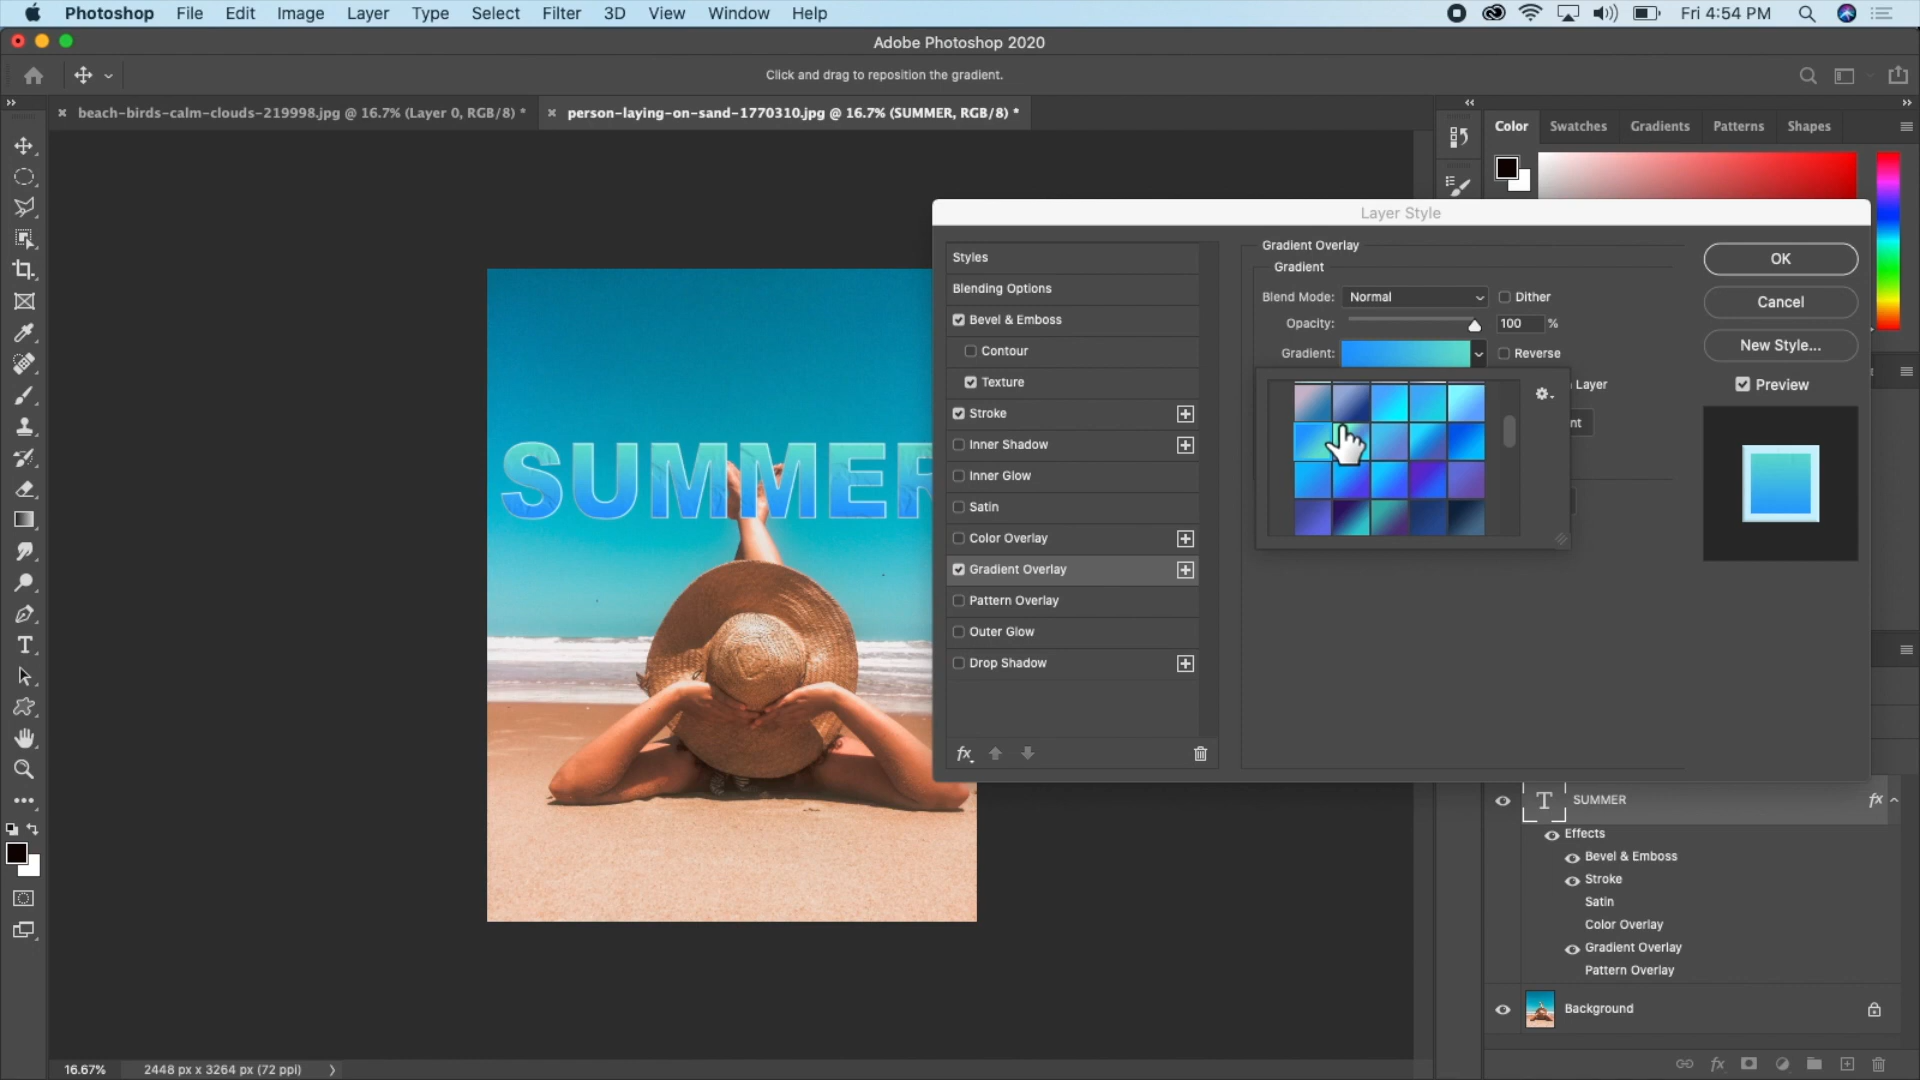 Photoshop File Edit Image Layer Type Select Filter 3D View Window Help Fri 4:54 PM
Adobe Photoshop 2020
Click and drag to reposition the gradient.
beach-birds-calm-clouds-219998.jpg @ 16.7% (Layer 0, RGB/8) *
person-laying-on-sand-1770310.jpg @ 16.7% (SUMMER, RGB/8) *
Color Swatches Gradients Patterns Shapes
Layer Style
Styles
Blending Options
Bevel & Emboss
Contour
Texture
Stroke
Inner Shadow
Inner Glow
Satin
Color Overlay
Gradient Overlay
Pattern Overlay
Outer Glow
Drop Shadow
fx
Gradient Overlay
Gradient
Blend Mode: Normal Dither
Opacity: 100 %
Gradient: Reverse
Layer
nt
OK
Cancel
New Style...
Preview
SUMMER
T SUMMER fx
Effects
Bevel & Emboss
Stroke
Satin
Color Overlay
Gradient Overlay
Pattern Overlay
Background
fx
16.67% 2448 px x 3264 px (72 ppi)